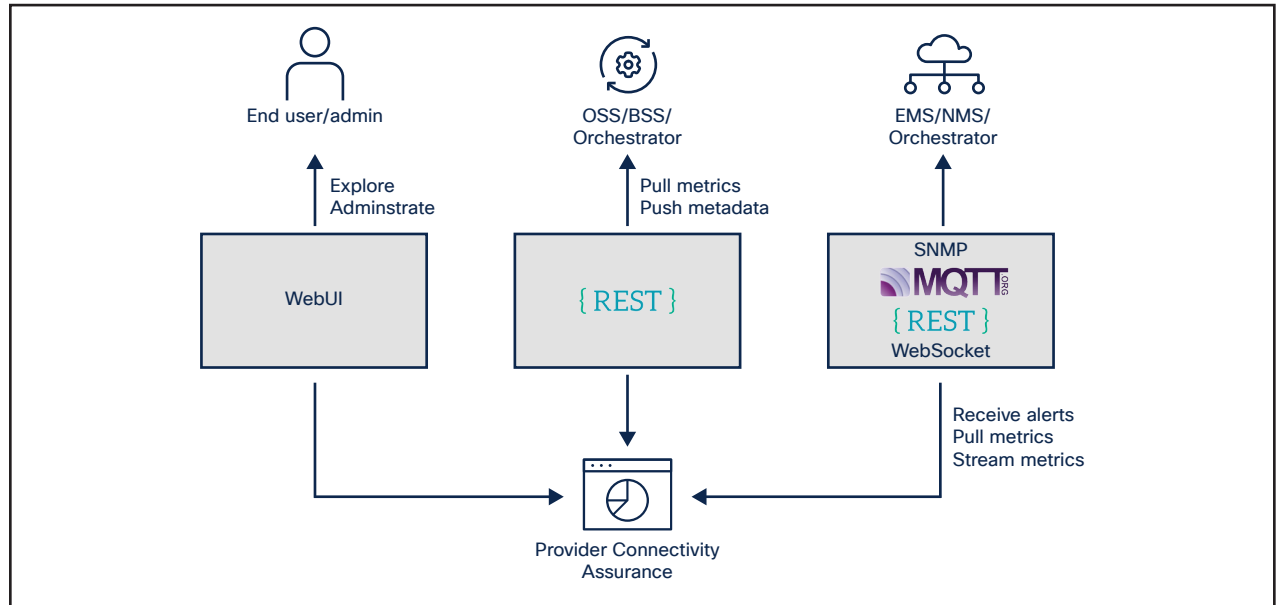 End user/admin
OSS/BSS/
Orchestrator
EMS/NMS/
Orchestrator
Explore
Adminstrate
Pull metrics
Push metadata
WebUI
{ REST }
SNMP
MQTT.ORG
{ REST }
WebSocket
Receive alerts
Pull metrics
Stream metrics
Provider Connectivity
Assurance